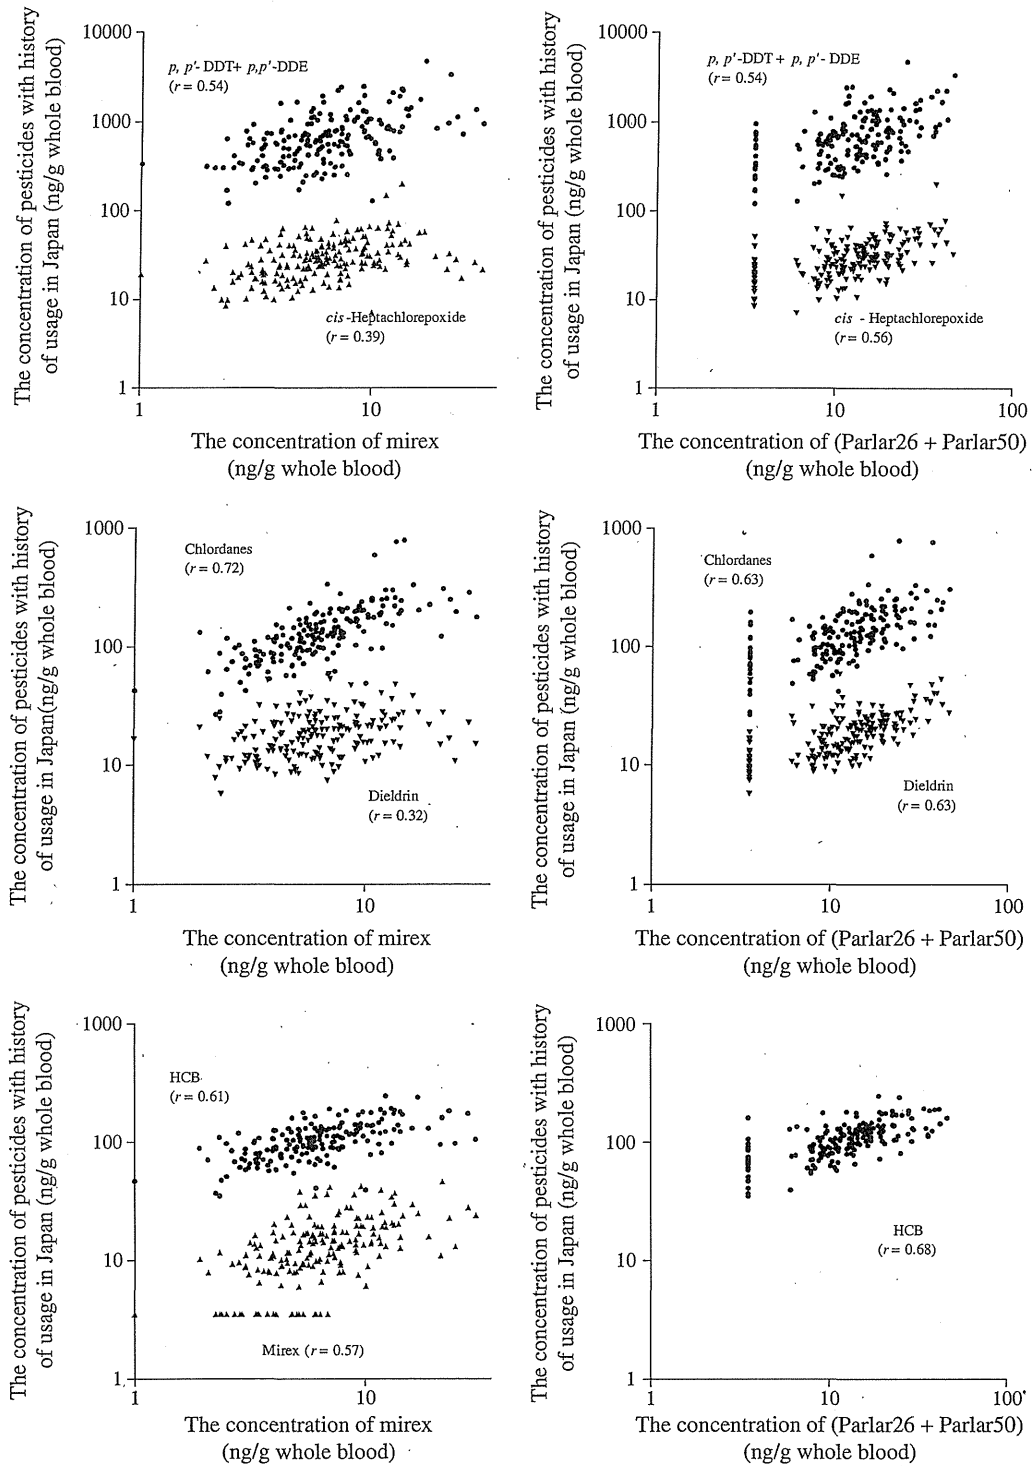 The concentration of pesticides with history
of usage in Japan (ng/g whole blood)
10000
1000
100
10
1
p, p'- DDT+ p,p'-DDE
(r = 0.54)
cis -Heptachlorepoxide
(r = 0.39)
1
10
The concentration of mirex
(ng/g whole blood)
The concentration of pesticides with history
of usage in Japan (ng/g whole blood)
10000
1000
100
10
1
p, p'-DDT + p, p'- DDE
(r = 0.54)
cis - Heptachlorepoxide
(r = 0.56)
1
10
100
The concentration of (Parlar26 + Parlar50)
(ng/g whole blood)
The concentration of pesticides with history
of usage in Japan(ng/g whole blood)
1000
100
10
1
Chlordanes
(r = 0.72)
Dieldrin
(r = 0.32)
1
10
The concentration of mirex
(ng/g whole blood)
The concentration of pesticides with history
of usage in Japan (ng/g whole blood)
1000
100
10
1
Chlordanes
(r = 0.63)
Dieldrin
(r = 0.63)
1
10
100
The concentration of (Parlar26 + Parlar50)
(ng/g whole blood)
The concentration of pesticides with history
of usage in Japan (ng/g whole blood)
1000
100
10
1
HCB
(r = 0.61)
Mirex (r = 0.57)
1
10
The concentration of mirex
(ng/g whole blood)
The concentration of pesticides with history
of usage in Japan (ng/g whole blood)
1000
100
10
1
HCB
(r = 0.68)
1
10
100
The concentration of (Parlar26 + Parlar50)
(ng/g whole blood)